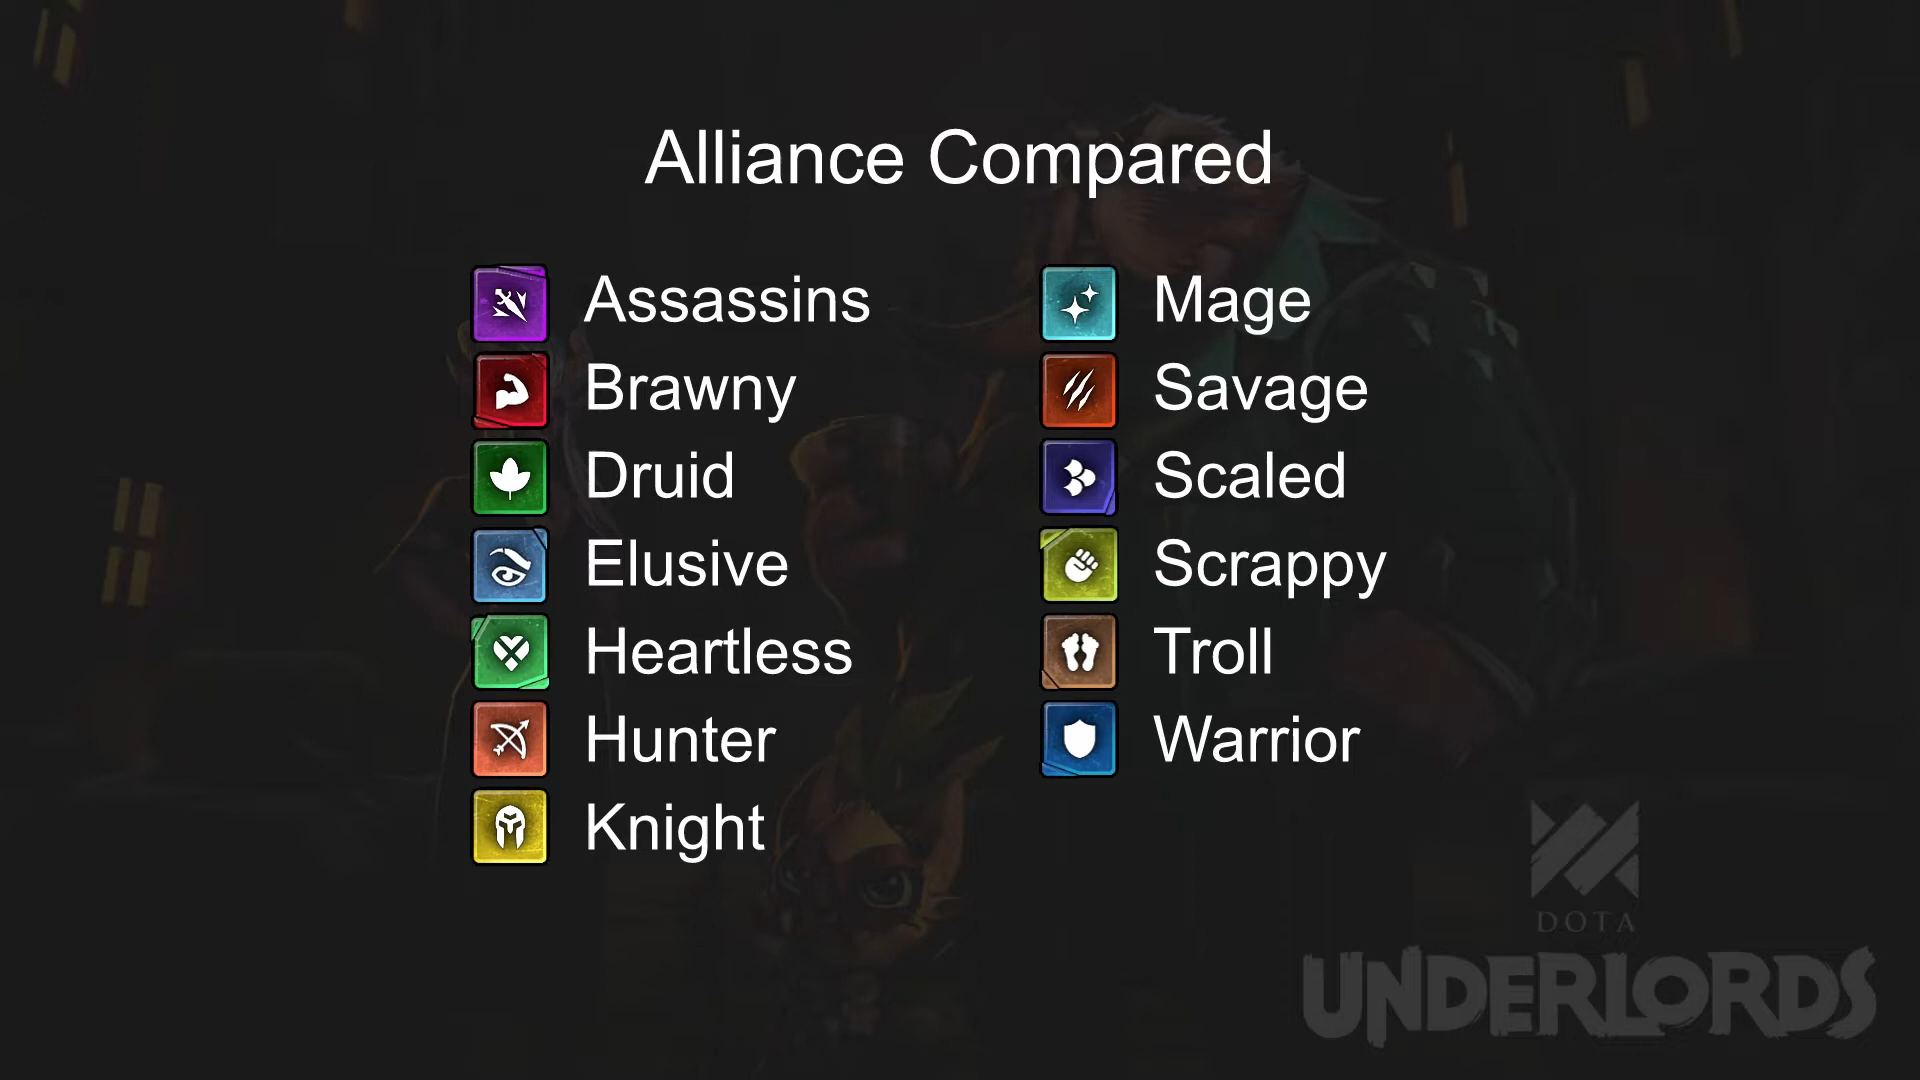 Alliance Compared
Assassins
Brawny
Druid
Elusive
Heartless
Hunter
Knight
Mage
Savage
Scaled
Scrappy
Troll
Warrior
DOTA
UNDERLORDS